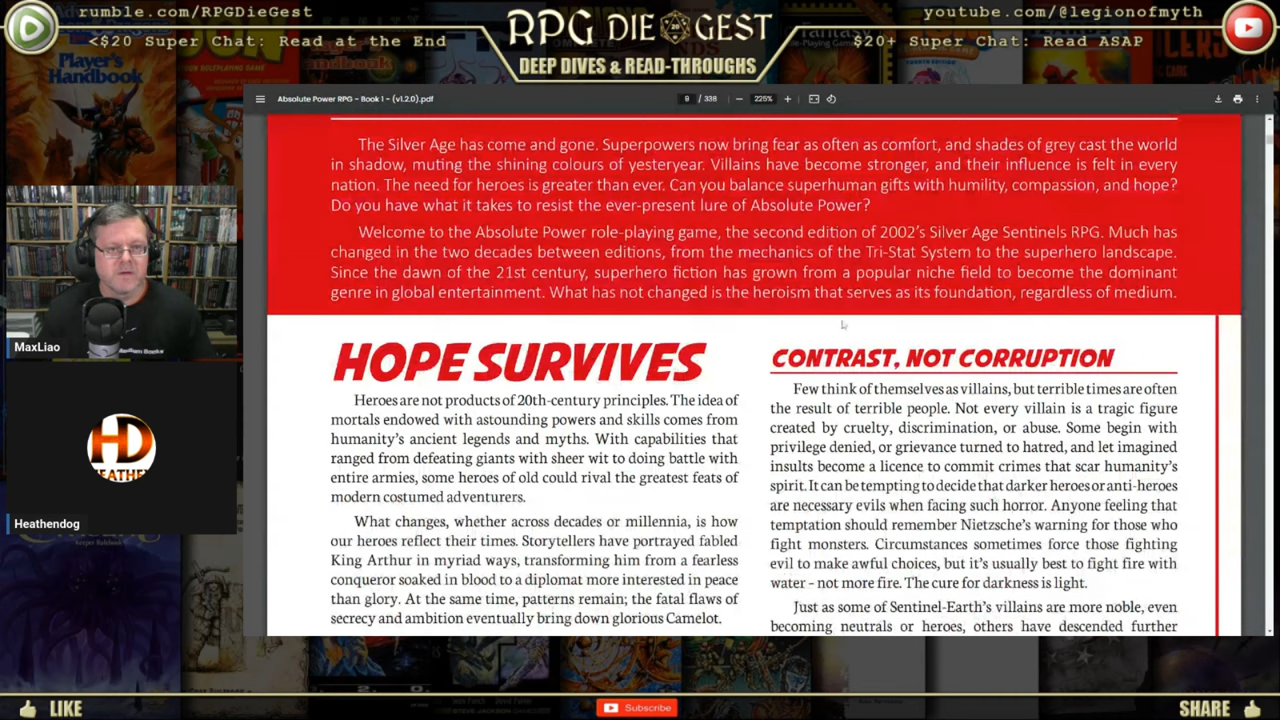 rumble.com/RPGDieGest
<$20 Super Chat: Read at the End
RPG DIE GEST
DEEP DIVES & READ-THROUGHS
youtube.com/@legionofmyth
$20+ Super Chat: Read ASAP
Player's
Handbook
Absolute Power RPG - Book 1 - (v1.2.0).pdf
9 / 338
225%
The Silver Age has come and gone. Superpowers now bring fear as often as comfort, and shades of grey cast the world
in shadow, muting the shining colours of yesteryear. Villains have become stronger, and their influence is felt in every
nation. The need for heroes is greater than ever. Can you balance superhuman gifts with humility, compassion, and hope?
Do you have what it takes to resist the ever-present lure of Absolute Power?
Welcome to the Absolute Power role-playing game, the second edition of 2002's Silver Age Sentinels RPG. Much has
changed in the two decades between editions, from the mechanics of the Tri-Stat System to the superhero landscape.
Since the dawn of the 21st century, superhero fiction has grown from a popular niche field to become the dominant
genre in global entertainment. What has not changed is the heroism that serves as its foundation, regardless of medium.
HOPE SURVIVES
Heroes are not products of 20th-century principles. The idea of
mortals endowed with astounding powers and skills comes from
humanity's ancient legends and myths. With capabilities that
ranged from defeating giants with sheer wit to doing battle with
entire armies, some heroes of old could rival the greatest feats of
modern costumed adventurers.
What changes, whether across decades or millennia, is how
our heroes reflect their times. Storytellers have portrayed fabled
King Arthur in myriad ways, transforming him from a fearless
conqueror soaked in blood to a diplomat more interested in peace
than glory. At the same time, patterns remain; the fatal flaws of
secrecy and ambition eventually bring down glorious Camelot.
CONTRAST, NOT CORRUPTION
Few think of themselves as villains, but terrible times are often
the result of terrible people. Not every villain is a tragic figure
created by cruelty, discrimination, or abuse. Some begin with
privilege denied, or grievance turned to hatred, and let imagined
insults become a licence to commit crimes that scar humanity's
spirit. It can be tempting to decide that darker heroes or anti-heroes
are necessary evils when facing such horror. Anyone feeling that
temptation should remember Nietzsche's warning for those who
fight monsters. Circumstances sometimes force those fighting
evil to make awful choices, but it's usually best to fight fire with
water – not more fire. The cure for darkness is light.
Just as some of Sentinel-Earth's villains are more noble, even
becoming neutrals or heroes, others have descended further
MaxLiao
HD
Heathendog
LIKE
Subscribe
SHARE